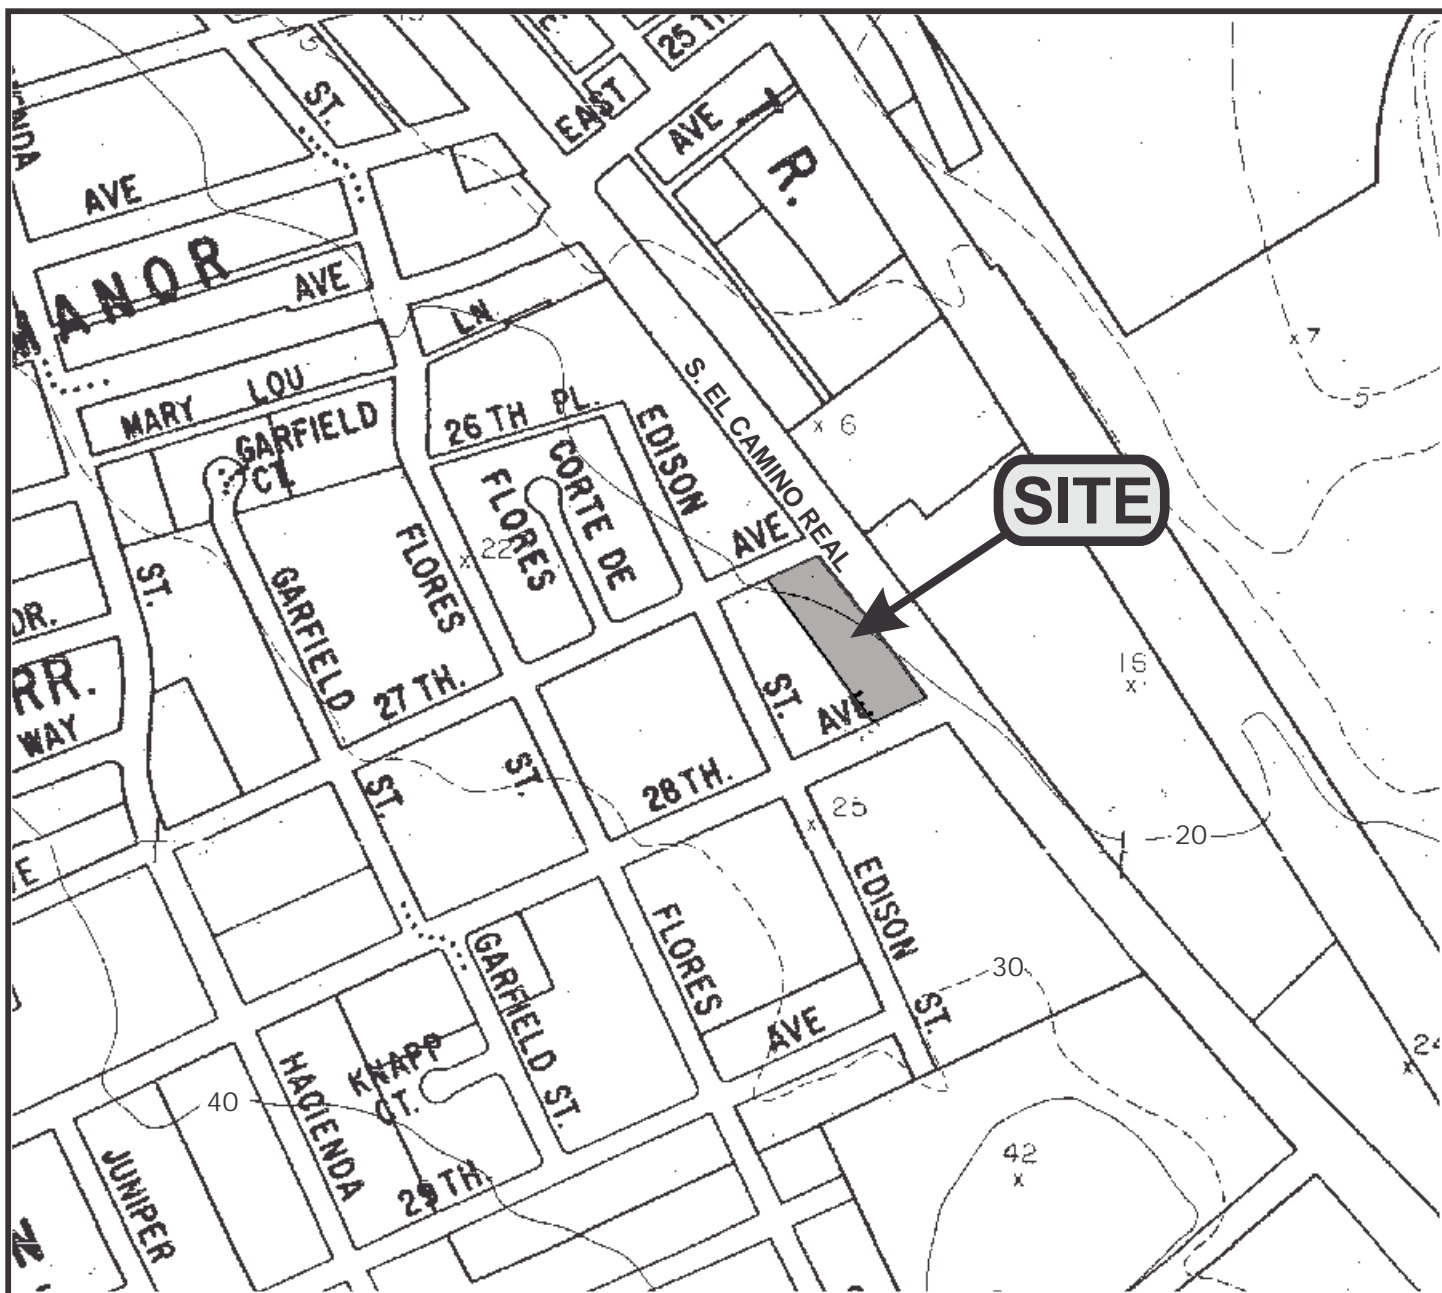 ST.
EAST
25 TH
AVE
R.
AVE
MANOR
AVE
LN
MARY LOU
GARFIELD
CT.
26 TH PL.
S. EL CAMINO REAL
x 6
x 7
5
SITE
EDISON
AVE
CORTE DE
FLORES
FLORES
x 22
ST.
GARFIELD
27 TH.
DR.
RR.
WAY
ST.
ST.
28 TH.
ST. AVE.
16
x
x 25
20
EDISON
ST.
FLORES
AVE
30
GARFIELD ST.
KNAPP
CT.
HACIENDA
40
29 TH.
JUNIPER
42
x
24
x